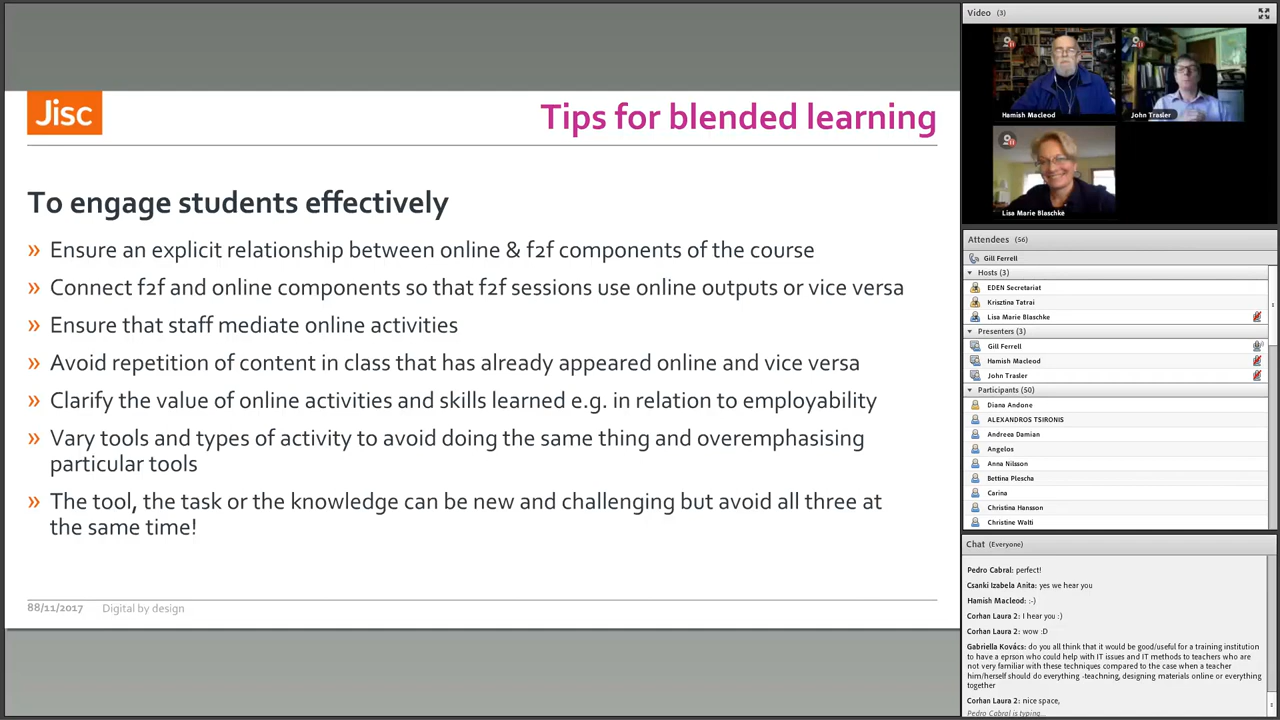 Jisc
Tips for blended learning
To engage students effectively
» Ensure an explicit relationship between online & f2f components of the course
» Connect f2f and online components so that f2f sessions use online outputs or vice versa
» Ensure that staff mediate online activities
» Avoid repetition of content in class that has already appeared online and vice versa
» Clarify the value of online activities and skills learned e.g. in relation to employability
» Vary tools and types of activity to avoid doing the same thing and overemphasising
particular tools
» The tool, the task or the knowledge can be new and challenging but avoid all three at
the same time!
88/11/2017 Digital by design
Video (3)
Hamish Macleod
John Trasler
Lisa Marie Blaschke
Attendees (56)
Gill Ferrell
Hosts (3)
EDEN Secretariat
Krisztina Tatrai
Lisa Marie Blaschke
Presenters (3)
Gill Ferrell
Hamish Macleod
John Trasler
Participants (50)
Diana Andone
ALEXANDROS TSIRONIS
Andreea Damian
Angelos
Anna Nilsson
Bettina Plescha
Carina
Christina Hansson
Christine Walti
Chat (Everyone)
Pedro Cabral: perfect!
Csanki Izabela Anita: yes we hear you
Hamish Macleod: :-)
Corhan Laura 2: I hear you :)
Corhan Laura 2: wow :D
Gabriella Kovács: do you all think that it would be good/useful for a training institution
to have a eprson who could help with IT issues and IT methods to teachers who are
not very familiar with these techniques compared to the case when a teacher
him/herself should do everything -teachning, designing materials online or everything
together
Corhan Laura 2: nice space,
Pedro Cabral is typing...